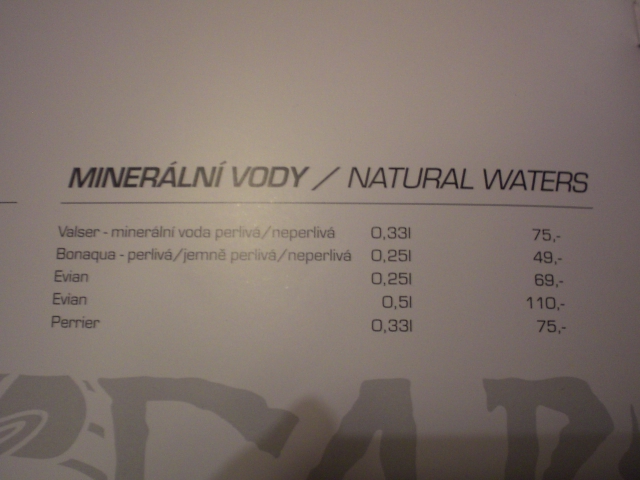 MINERÁLNÍ VODY / NATURAL WATERS
Valser - minerální voda perlivá/neperlivá 0,33l 75,-
Bonaqua - perlivá/jemně perlivá/neperlivá 0,25l 49,-
Evian 0,25l 69,-
Evian 0,5l 110,-
Perrier 0,33l 75,-